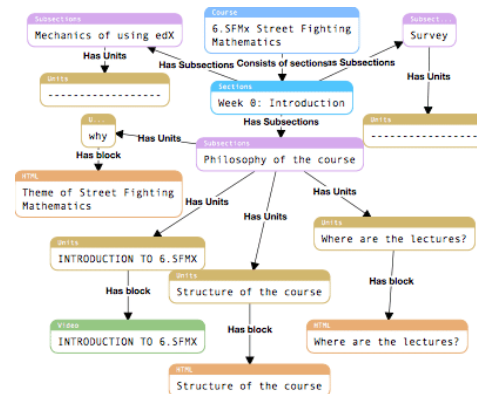 Subsections
Mechanics of using edX
Course
6.SFMx Street Fighting
Mathematics
Subsect...
Survey
Has Units
Has Subsections
Consists of sections
Has Subsections
Has Units
Units
------------------
Sections
Week 0: Introduction
Units
------------------
U...
why
Has Units
Has Subsections
Subsections
Philosophy of the course
Has block
HTML
Theme of Street Fighting
Mathematics
Has Units
Has Units
Has Units
Units
Where are the lectures?
Units
INTRODUCTION TO 6.SFMX
Units
Structure of the course
Has block
Has block
Has block
Video
INTRODUCTION TO 6.SFMX
HTML
Where are the lectures?
HTML
Structure of the course